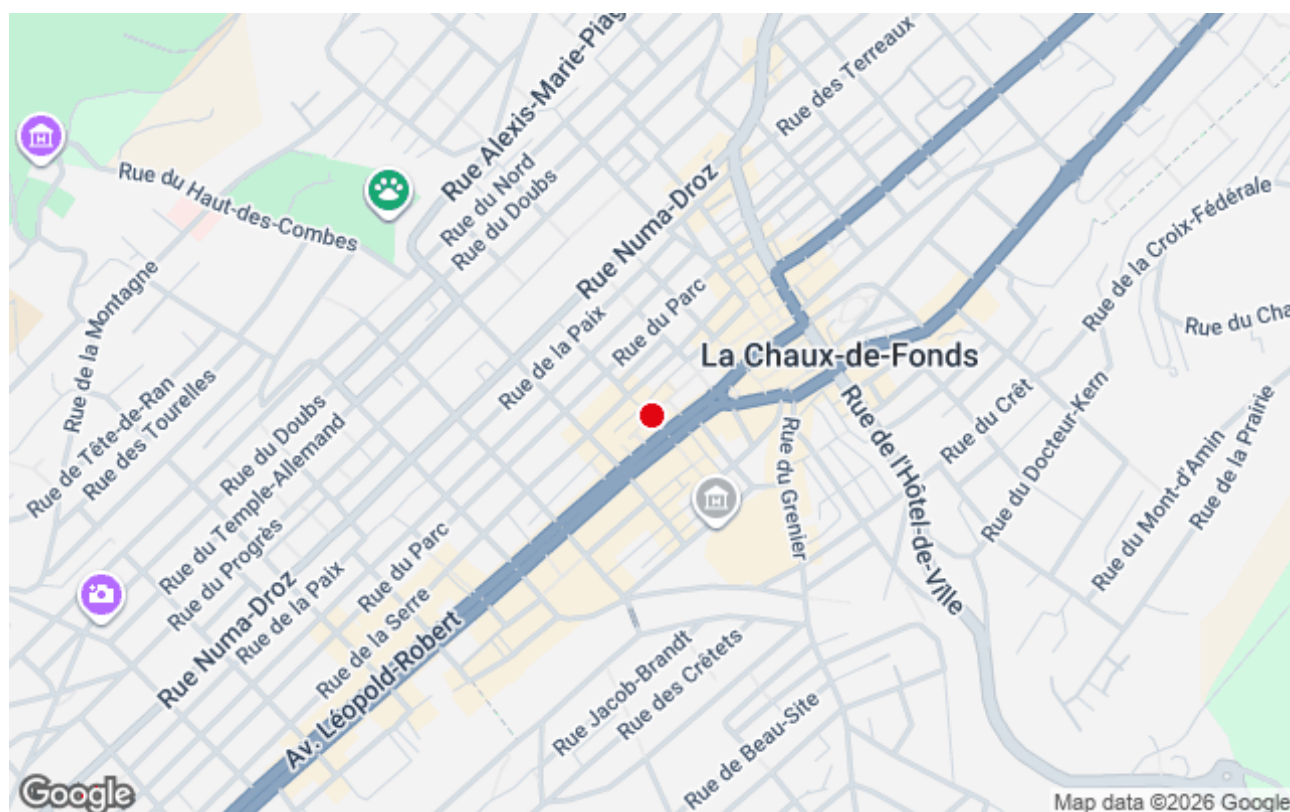 Rue Alexis-Marie-Piag
Rue des Terreaux
Rue du Haut-des-Combes
Rue du Nord
Rue du Doubs
Rue Numa-Droz
Rue de la Croix-Fédérale
Rue de la Montagne
Rue du Parc
Rue de la Paix
Rue du Cha
La Chaux-de-Fonds
Rue de Tête-de-Ran
Rue des Tourelles
Rue du Doubs
Rue du Temple-Allemand
Rue du Progrès
Rue du Grenier
Rue de l'Hôtel-de-Ville
Rue du Crêt
Rue du Docteur-Kern
Rue du Mont-d'Amin
Rue de la Prairie
Rue Numa-Droz
Rue de la Paix
Rue du Parc
Rue de la Serre
Av. Léopold-Robert
Rue Jacob-Brandt
Rue des Crêtets
Rue de Beau-Site
Google
Map data ©2026 Google